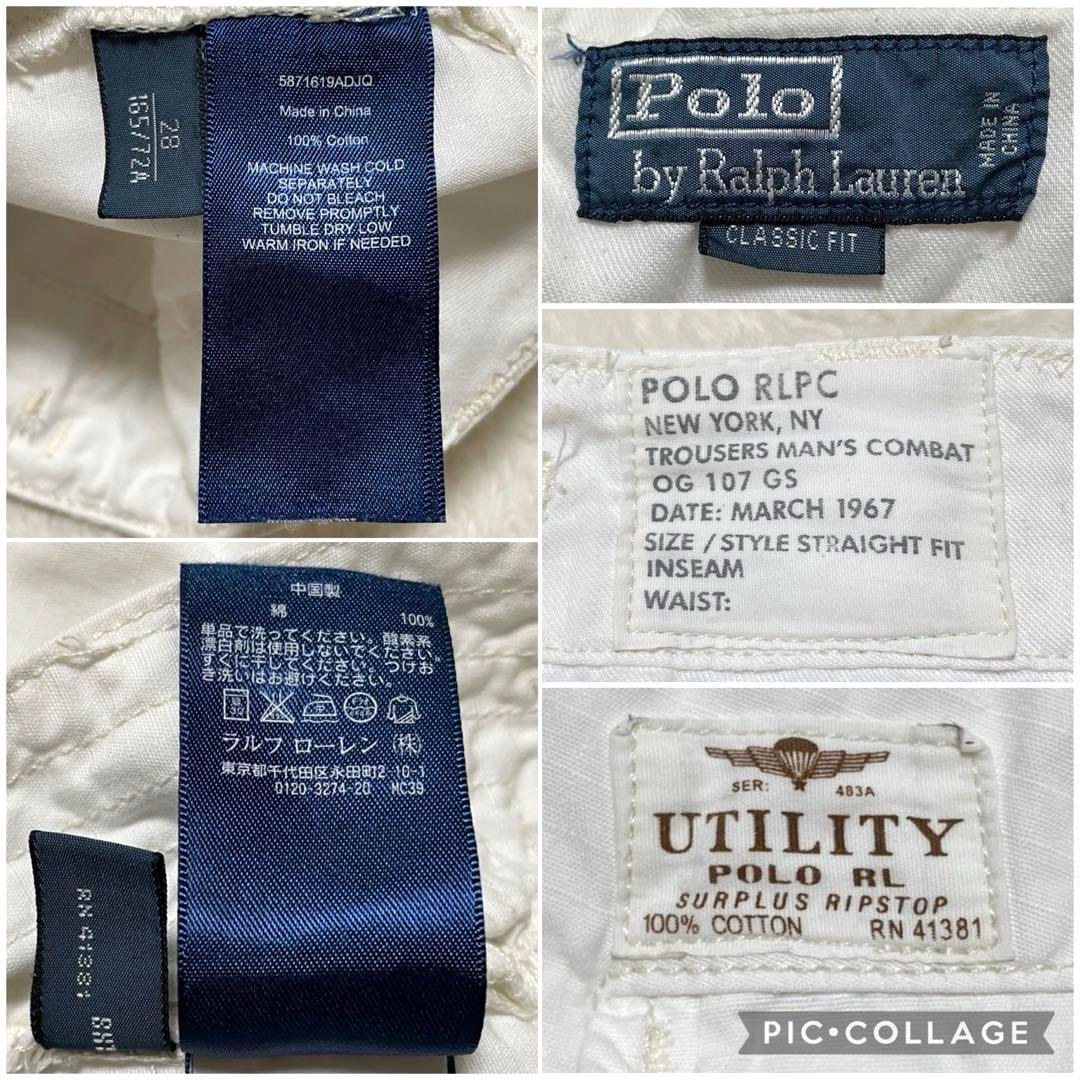 28
165/72A
5871619ADJQ
Made in China
100% Cotton
MACHINE WASH COLD
SEPARATELY
DO NOT BLEACH
REMOVE PROMPTLY
TUMBLE DRY LOW
WARM IRON IF NEEDED
Polo
by Ralph Lauren
MADE IN
CHINA
CLASSIC FIT
POLO RLPC
NEW YORK, NY
TROUSERS MAN'S COMBAT
OG 107 GS
DATE: MARCH 1967
SIZE / STYLE STRAIGHT FIT
INSEAM
WAIST:
中国製
綿 100%
単品で洗ってください。酸素系
漂白剤は使用しないでください。
すぐに干してください。つけお
き洗いはお避けください。
ラルフ ローレン (株)
東京都千代田区永田町2-10-1
0120-3274-20 MC39
RN 41381
SER: 483A
UTILITY
POLO RL
SURPLUS RIPSTOP
100% COTTON RN 41381
PIC•COLLAGE